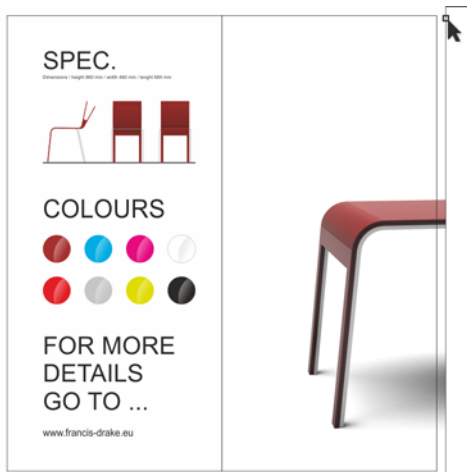 SPEC.
Dimensions / height 880 mm / width 480 mm / lenght 680 mm
COLOURS
FOR MORE
DETAILS
GO TO ...
www.francis-drake.eu